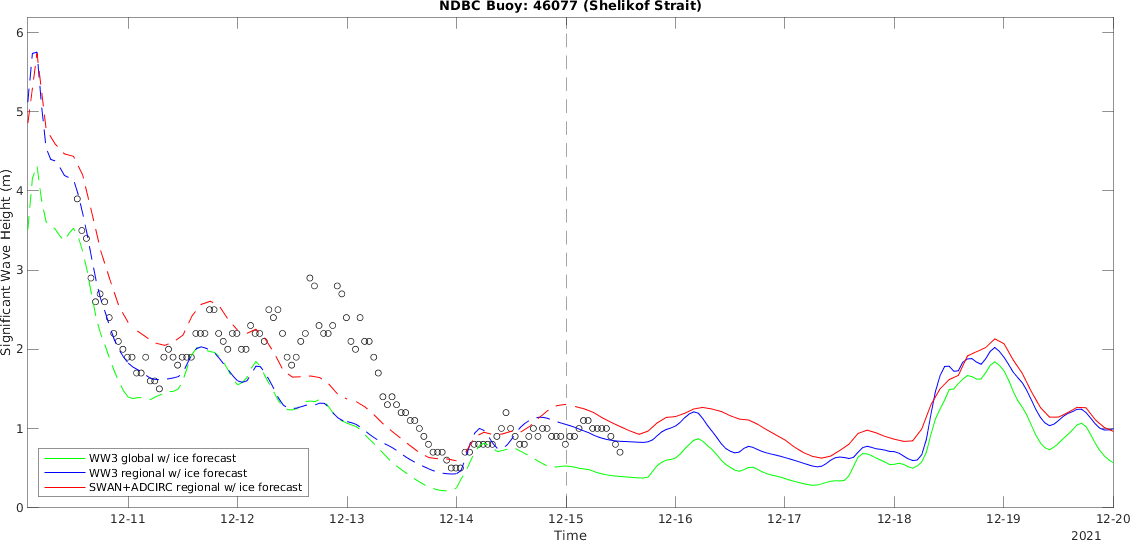 NDBC Buoy: 46077 (Shelikof Strait)
Significant Wave Height (m)
6
5
4
3
2
1
0
WW3 global w/ ice forecast
WW3 regional w/ ice forecast
SWAN+ADCIRC regional w/ ice forecast
12-11 12-12 12-13 12-14 12-15 12-16 12-17 12-18 12-19 12-20
Time
2021